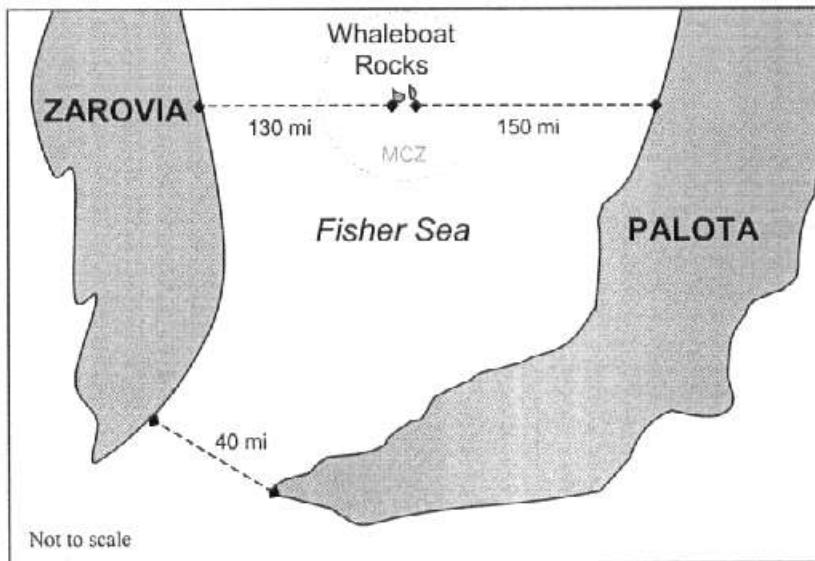 Whaleboat
Rocks
ZAROVIA
130 mi
150 mi
MCZ
Fisher Sea
PALOTA
40 mi
Not to scale